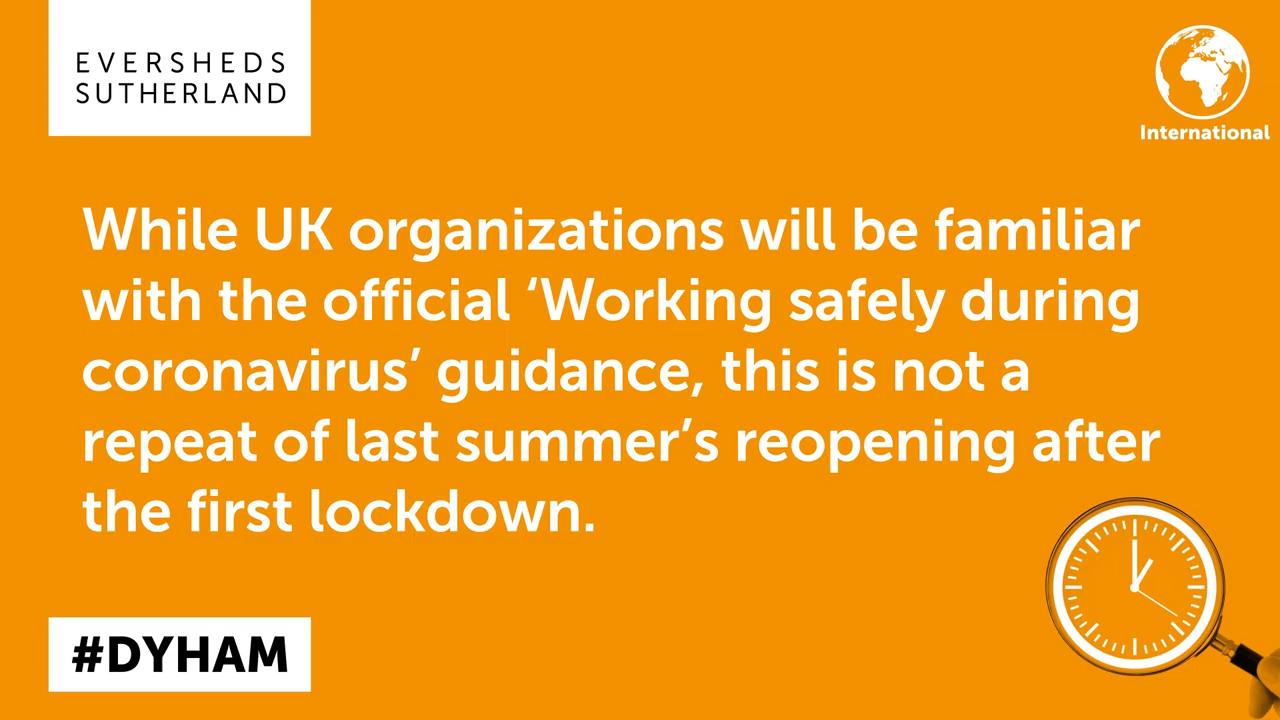 EVERSHEDS
SUTHERLAND
International
While UK organizations will be familiar
with the official ‘Working safely during
coronavirus’ guidance, this is not a
repeat of last summer’s reopening after
the first lockdown.
#DYHAM